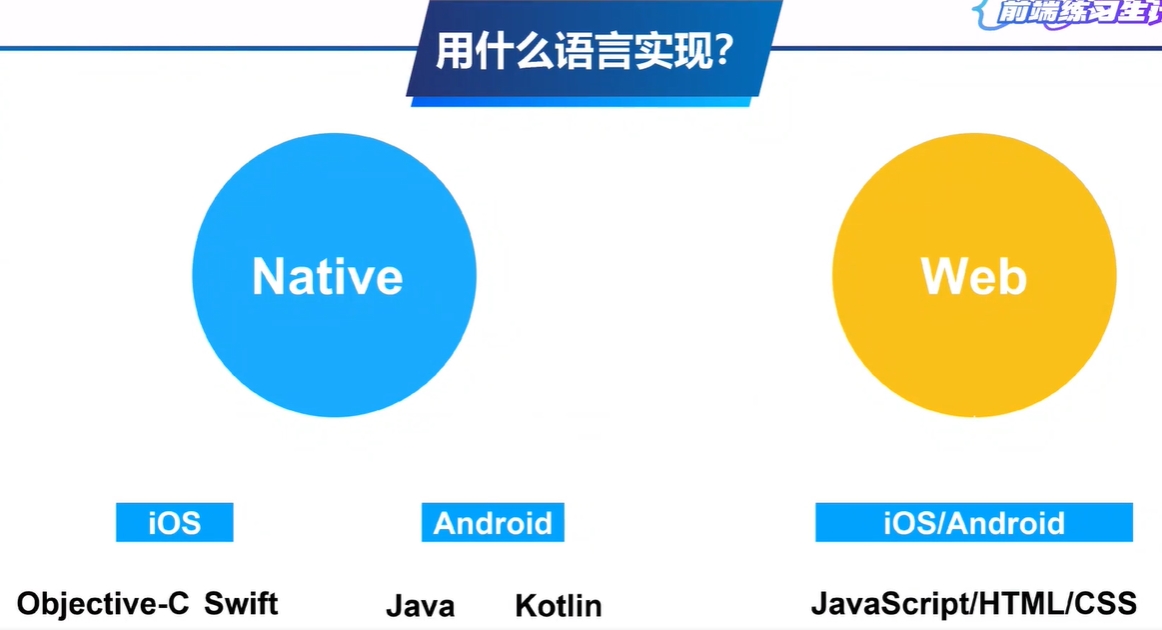 前端练习生
用什么语言实现?
Native
Web
iOS
Android
iOS/Android
Objective-C Swift
Java Kotlin
JavaScript/HTML/CSS